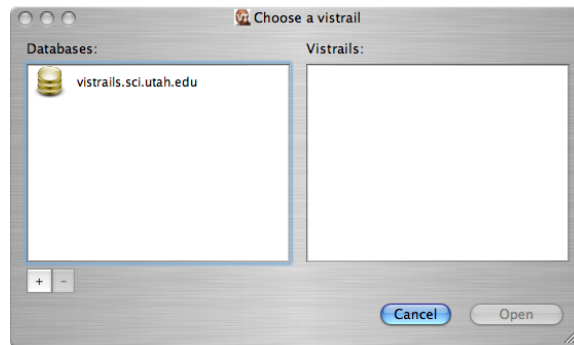 Choose a vistrail
Databases:
Vistrails:
vistrails.sci.utah.edu
+ -
Cancel Open